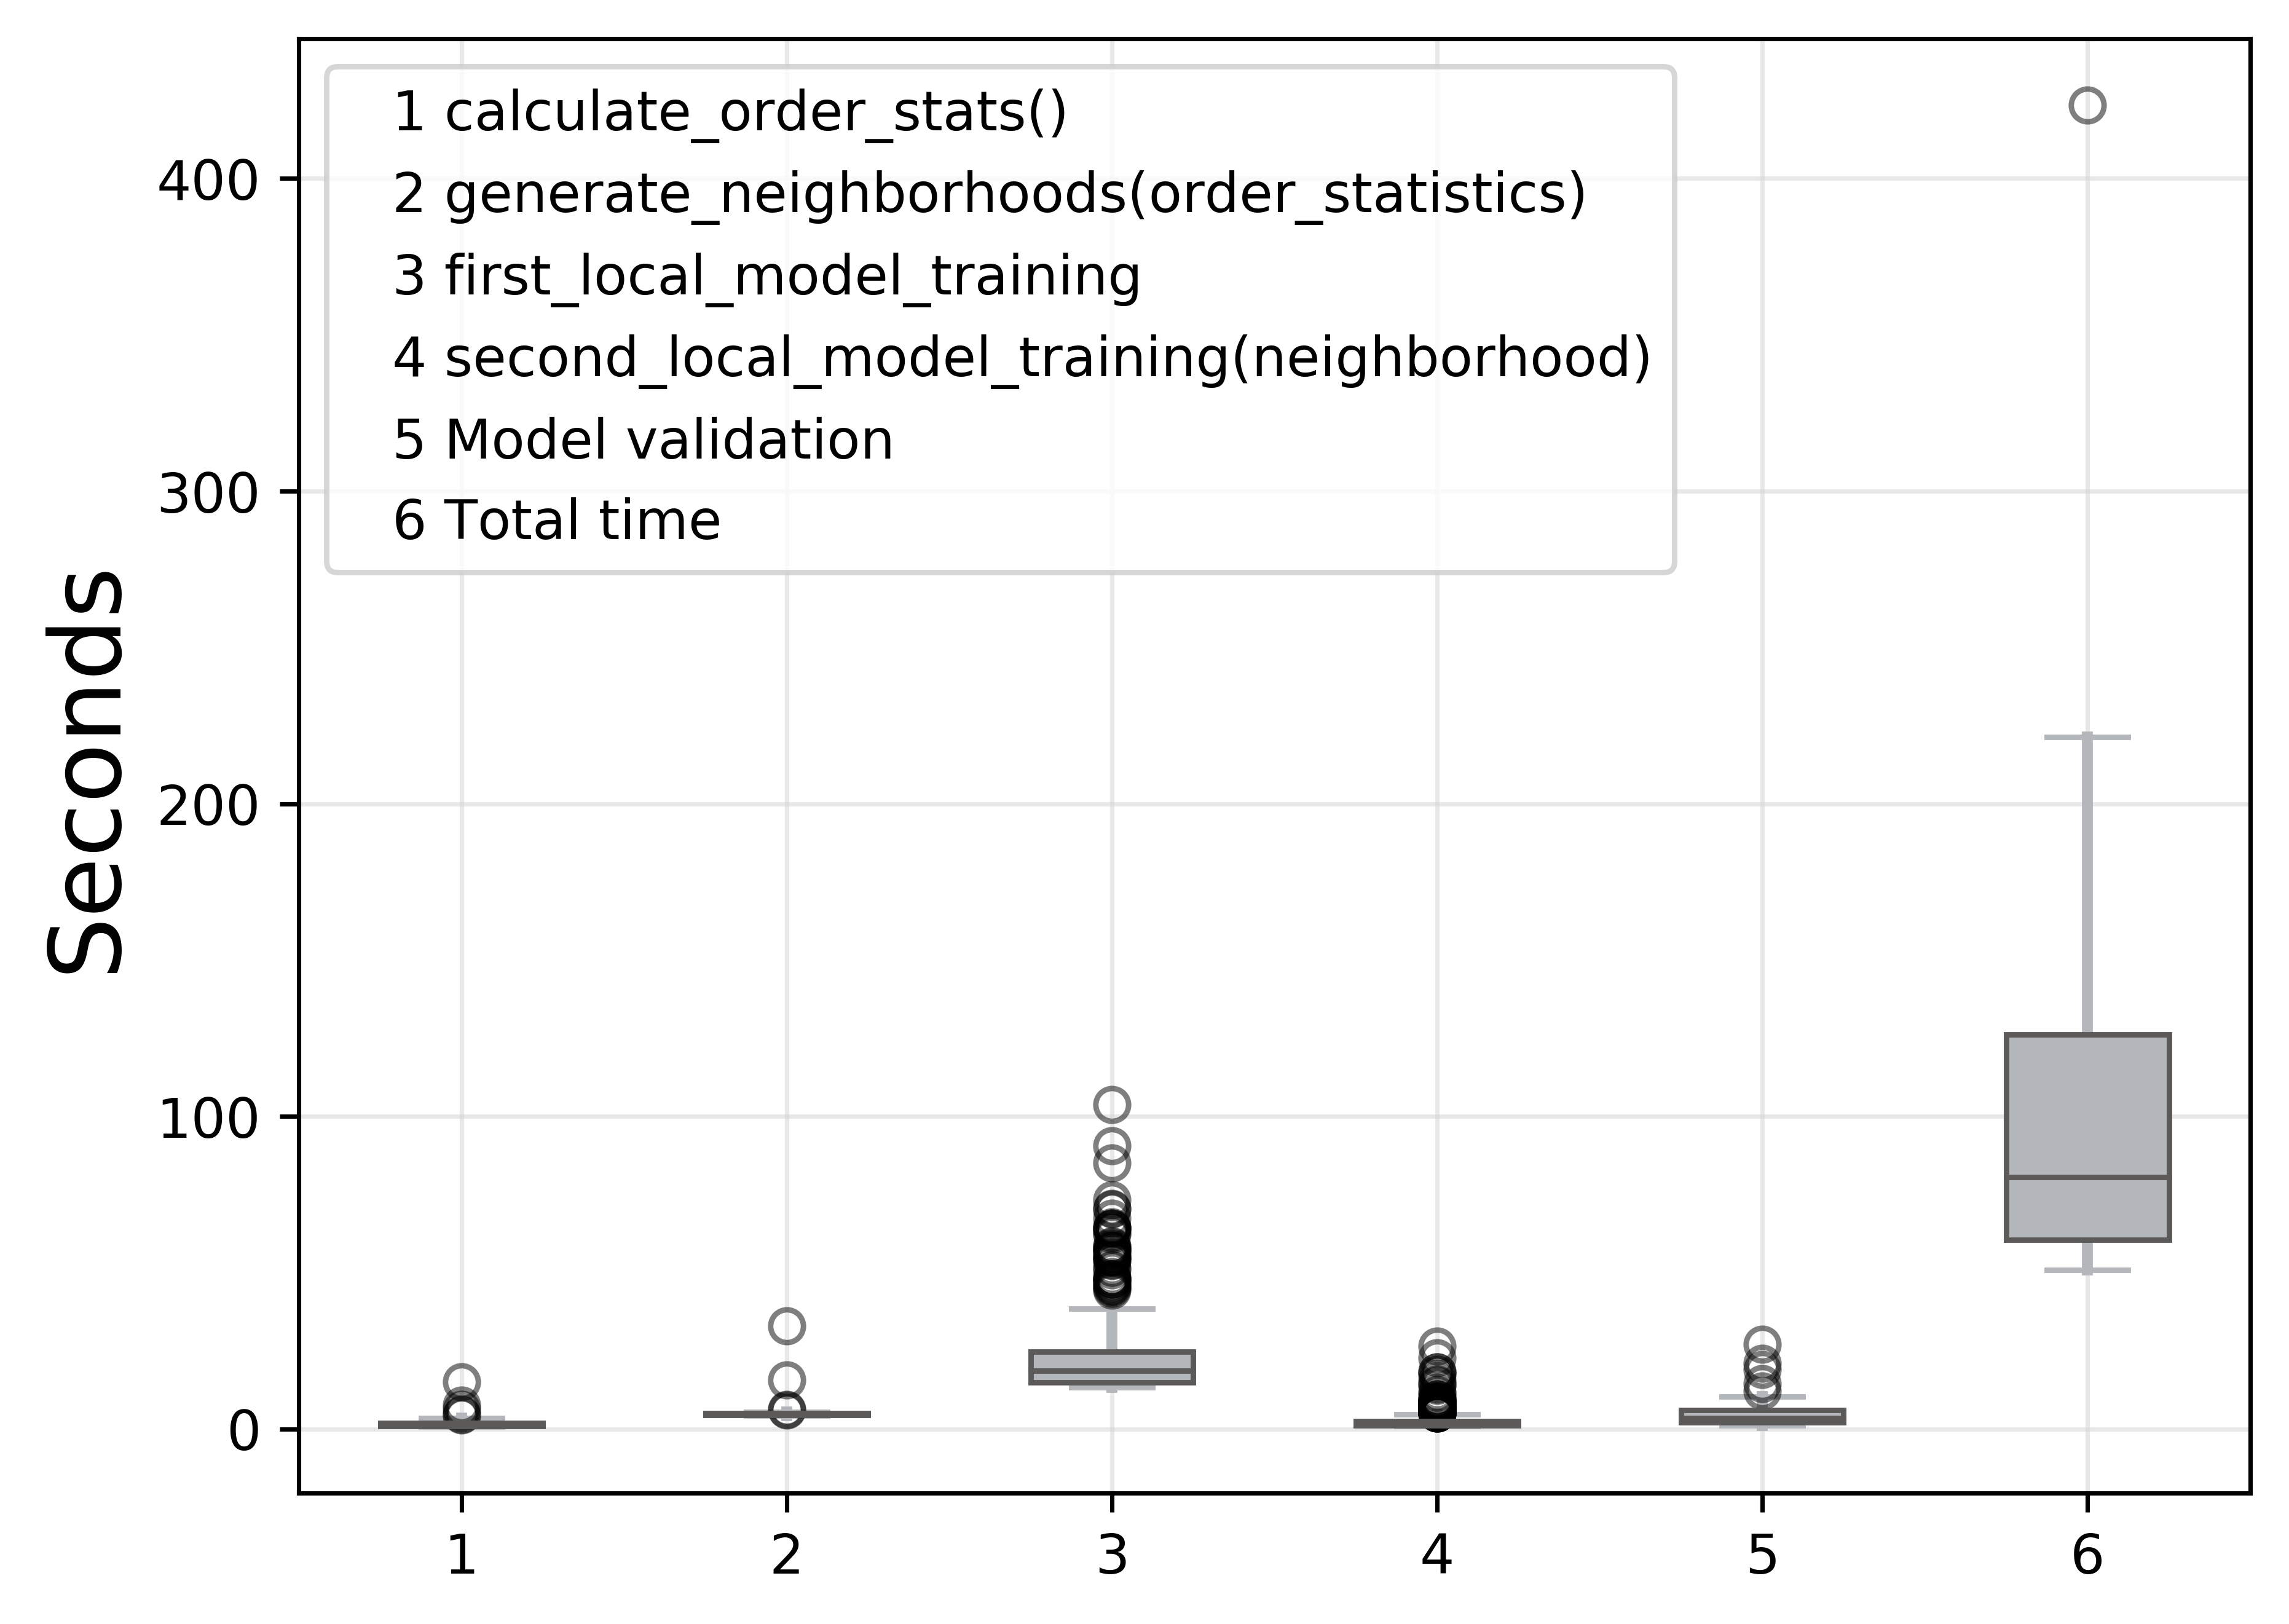 1 calculate_order_stats()
2 generate_neighborhoods(order_statistics)
3 first_local_model_training
4 second_local_model_training(neighborhood)
5 Model validation
6 Total time
Seconds
400
300
200
100
0
1 2 3 4 5 6